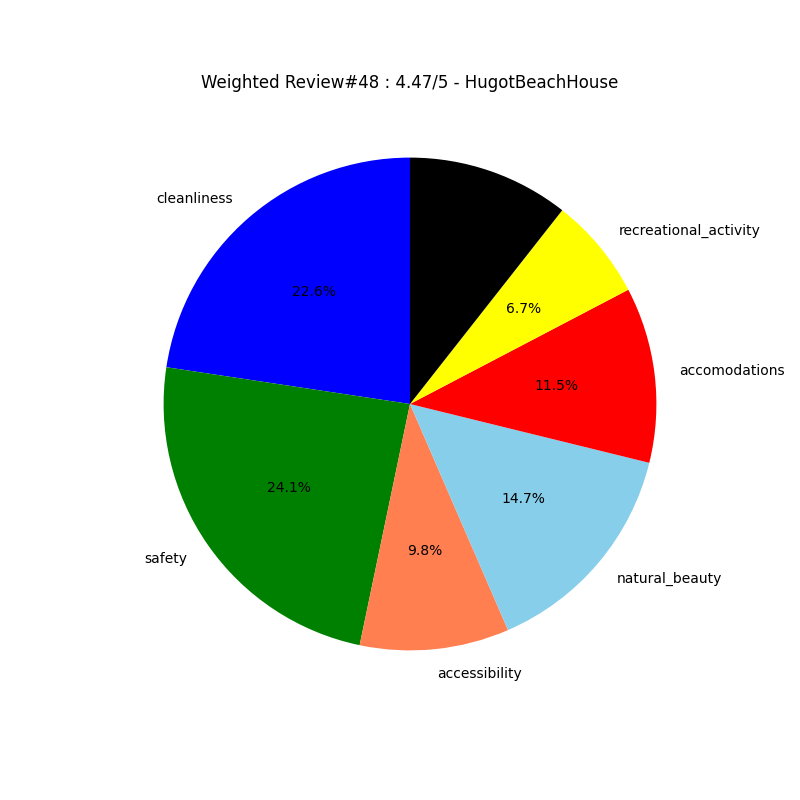 Weighted Review#48 : 4.47/5 - HugotBeachHouse
cleanliness
recreational_activity
22.6%
6.7%
accomodations
11.5%
24.1%
14.7%
9.8%
safety
natural_beauty
accessibility